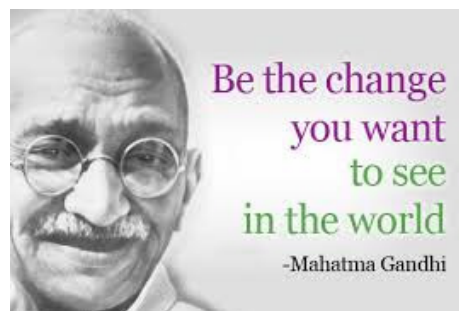 Be the change
you want
to see
in the world
-Mahatma Gandhi